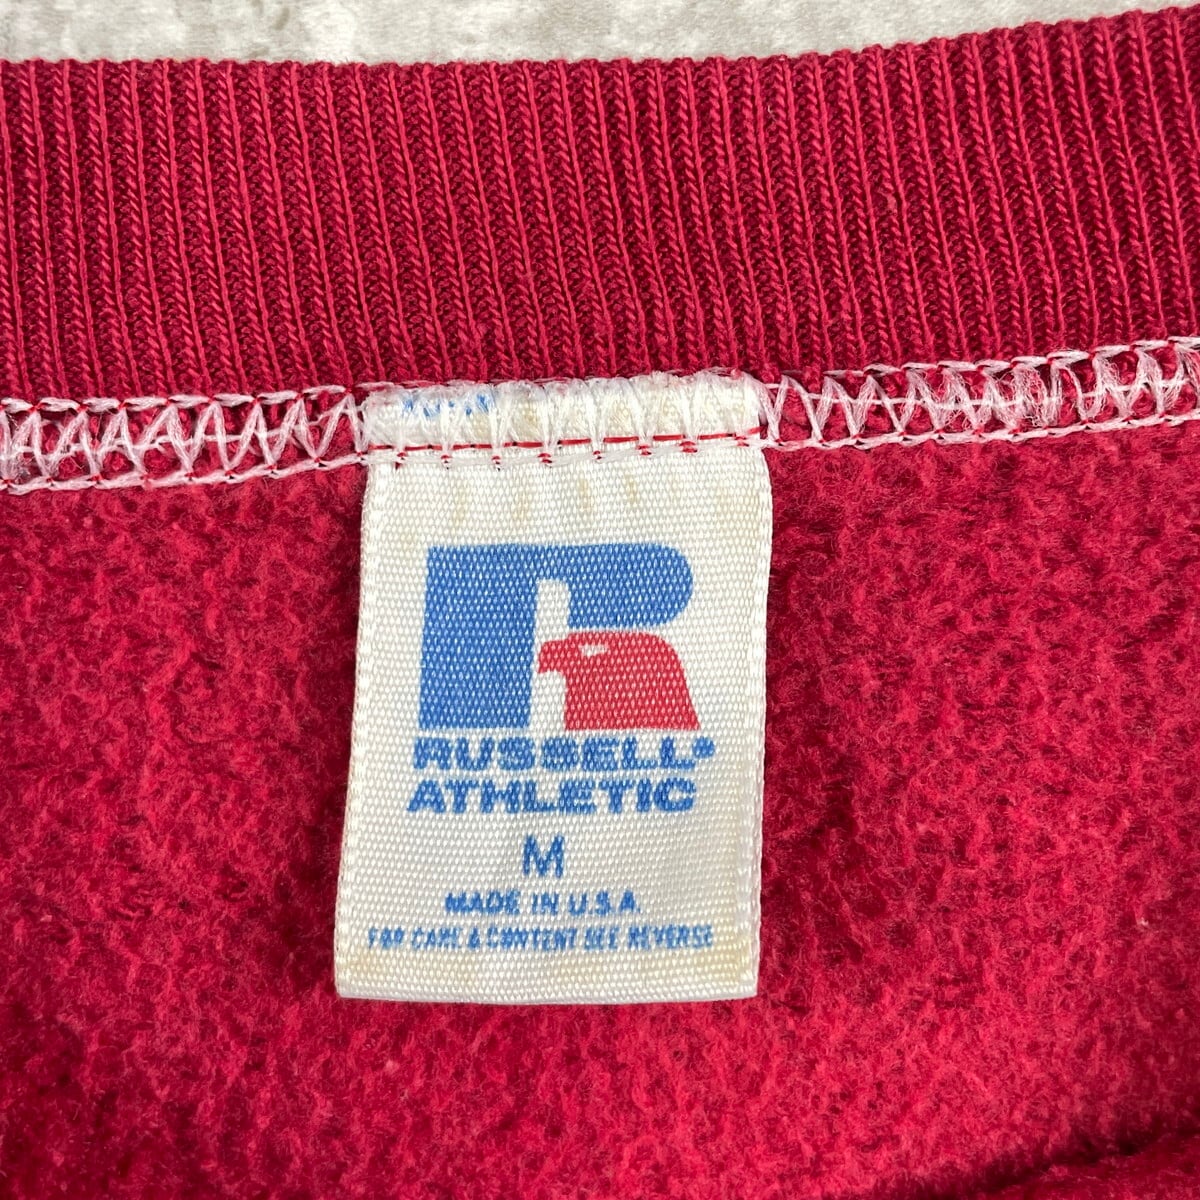 R
RUSSELL®
ATHLETIC
M
MADE IN U.S.A.
FOR CARE & CONTENT SEE REVERSE